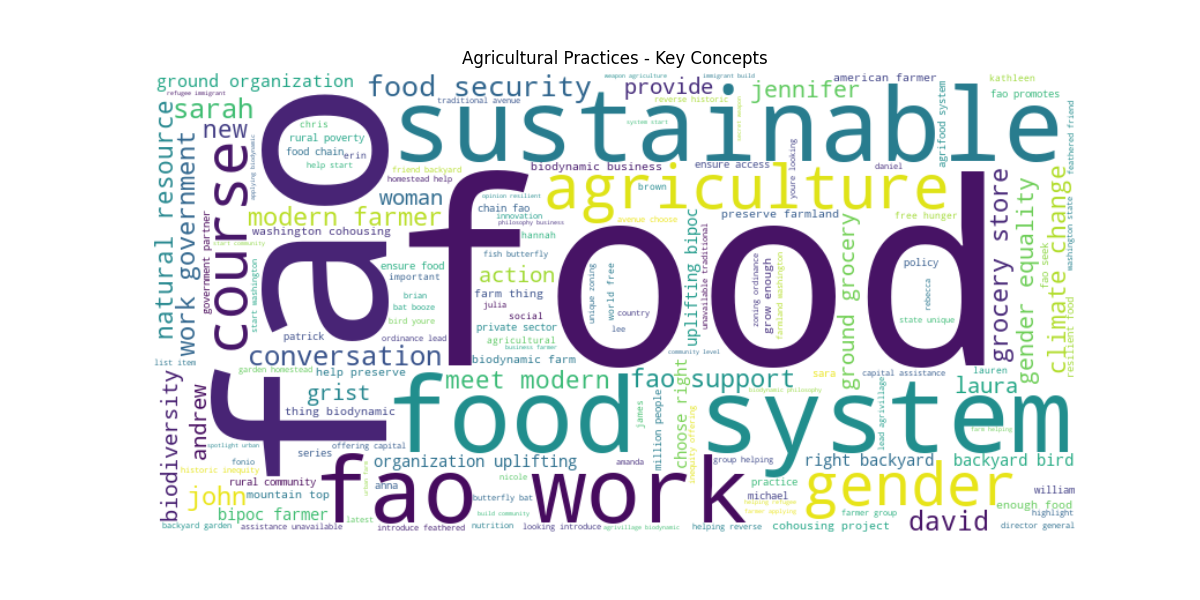 Agricultural Practices - Key Concepts
ground organization
refugee immigrant
food security
weapon agriculture
immigrant build
provide
jennifer
american farmer
kathleen
fao promotes
traditional avenue
reverse historic
sarah
new
chris
rural poverty
food chain
erin
help start
system start
secret weapon
sustainable
agrifood system
feathered friend
natural resource
work government
course
fao
applying biodynamic
friend backyard
homestead help
biodynamic business
ensure access
daniel
youre looking
opinion resilient
brown
agriculture
woman
modern farmer
chain fao
innovation
philosophy business
avenue choose
preserve farmland
free hunger
washington cohousing
government partner
start community
hannah
fish butterfly
food
uplifting bipoc
unavailable traditional
ground grocery
grocery store
gender equality
climate change
fao seek
washington state
resilient food
ensure food
important
action
farm thing
unique zoning
world free
zoning ordinance
grow enough
farmland washington
policy
rebecca
start washington
brian
bat booze
bird youre
julia
social
private sector
country
lee
state unique
patrick
ordinance lead
agricultural
business farmer
conversation
biodynamic farm
community level
list item
garden homestead
help preserve
meet modern
fao support
sara
capital assistance
lauren
laura
biodynamic philosophy
biodiversity
andrew
grist
thing biodynamic
food system
james
million people
choose right
inequity offering
lead agrivillage
farm helping
spotlight urban
offering capital
series
fonio
historic inequity
urban farm
organization uplifting
amanda
group helping
right backyard
backyard bird
rural community
anna
nicole
practice
john
mountain top
fao work
butterfly bat
michael
gender
william
helping refugee
enough food
bipoc farmer
latest
build community
farmer applying
farmer group
david
highlight
backyard garden
assistance unavailable
introduce feathered
nutrition
looking introduce
agrivillage biodynamic
helping reverse
cohousing project
director general